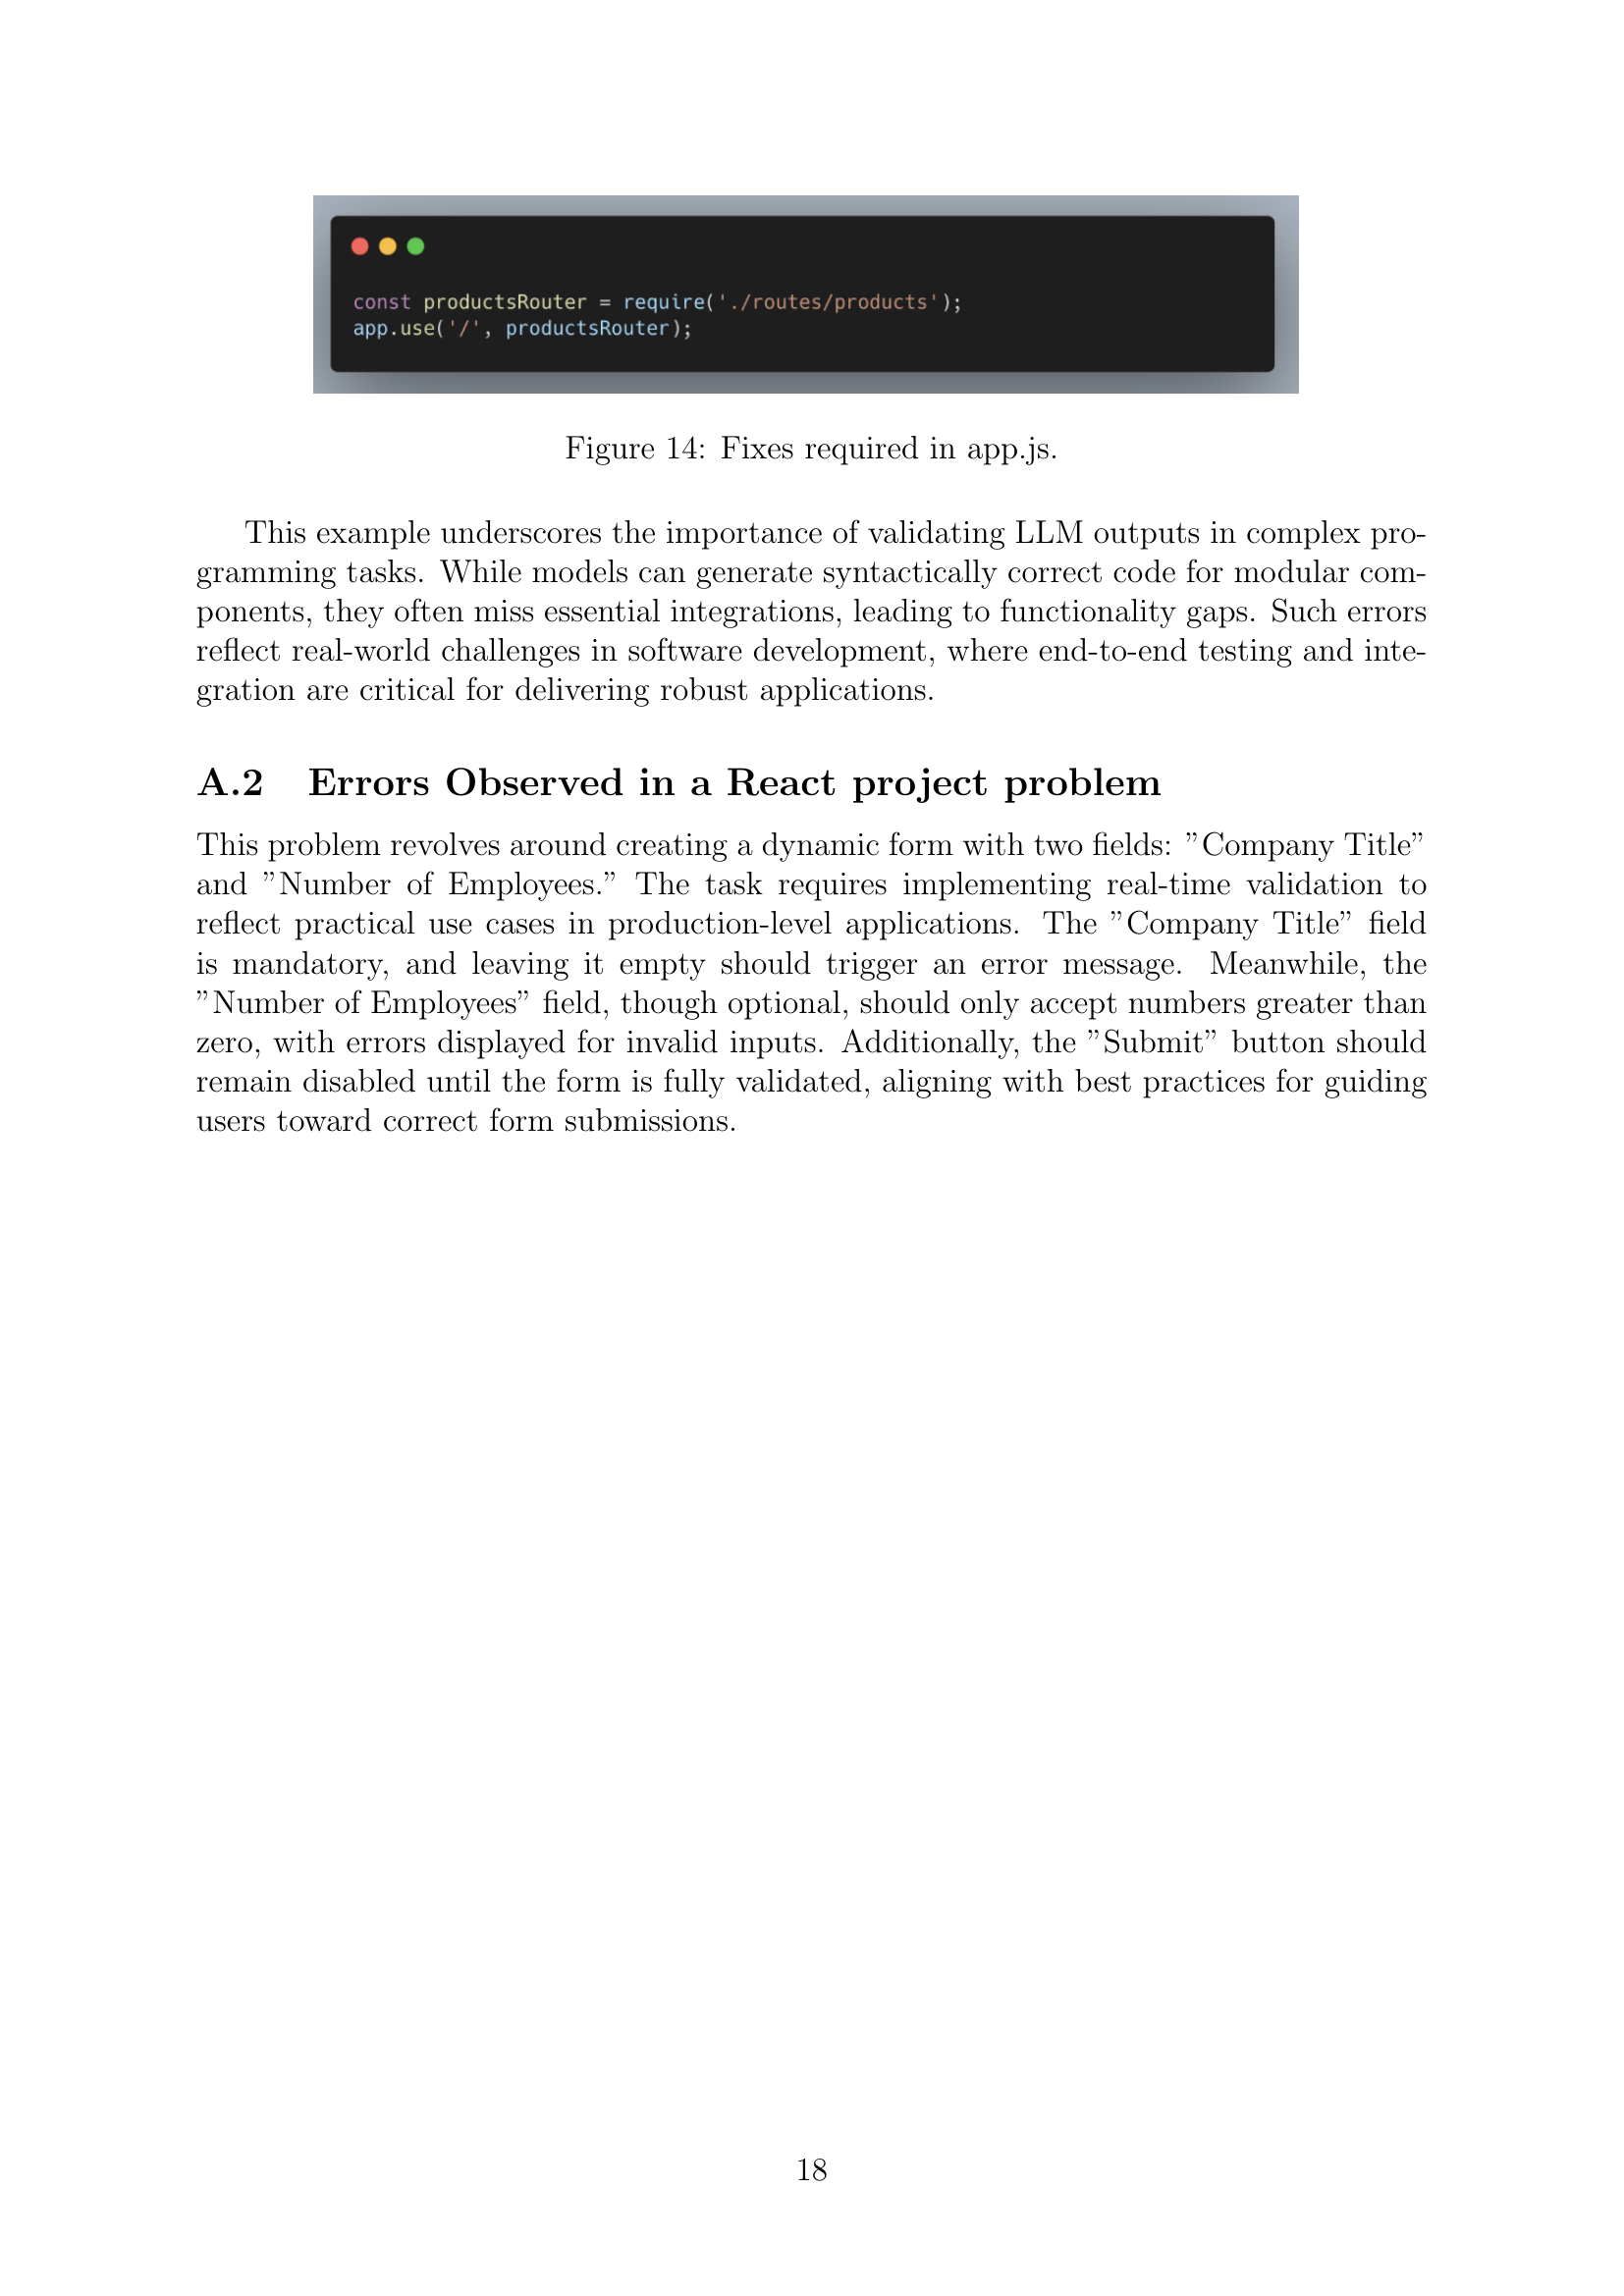 const productsRouter = require('./routes/products');
app.use('/', productsRouter);
Figure 14: Fixes required in app.js.
This example underscores the importance of validating LLM outputs in complex pro-
gramming tasks. While models can generate syntactically correct code for modular com-
ponents, they often miss essential integrations, leading to functionality gaps. Such errors
reflect real-world challenges in software development, where end-to-end testing and inte-
gration are critical for delivering robust applications.
A.2 Errors Observed in a React project problem
This problem revolves around creating a dynamic form with two fields: ”Company Title”
and ”Number of Employees.” The task requires implementing real-time validation to
reflect practical use cases in production-level applications. The ”Company Title” field
is mandatory, and leaving it empty should trigger an error message. Meanwhile, the
”Number of Employees” field, though optional, should only accept numbers greater than
zero, with errors displayed for invalid inputs. Additionally, the ”Submit” button should
remain disabled until the form is fully validated, aligning with best practices for guiding
users toward correct form submissions.
18